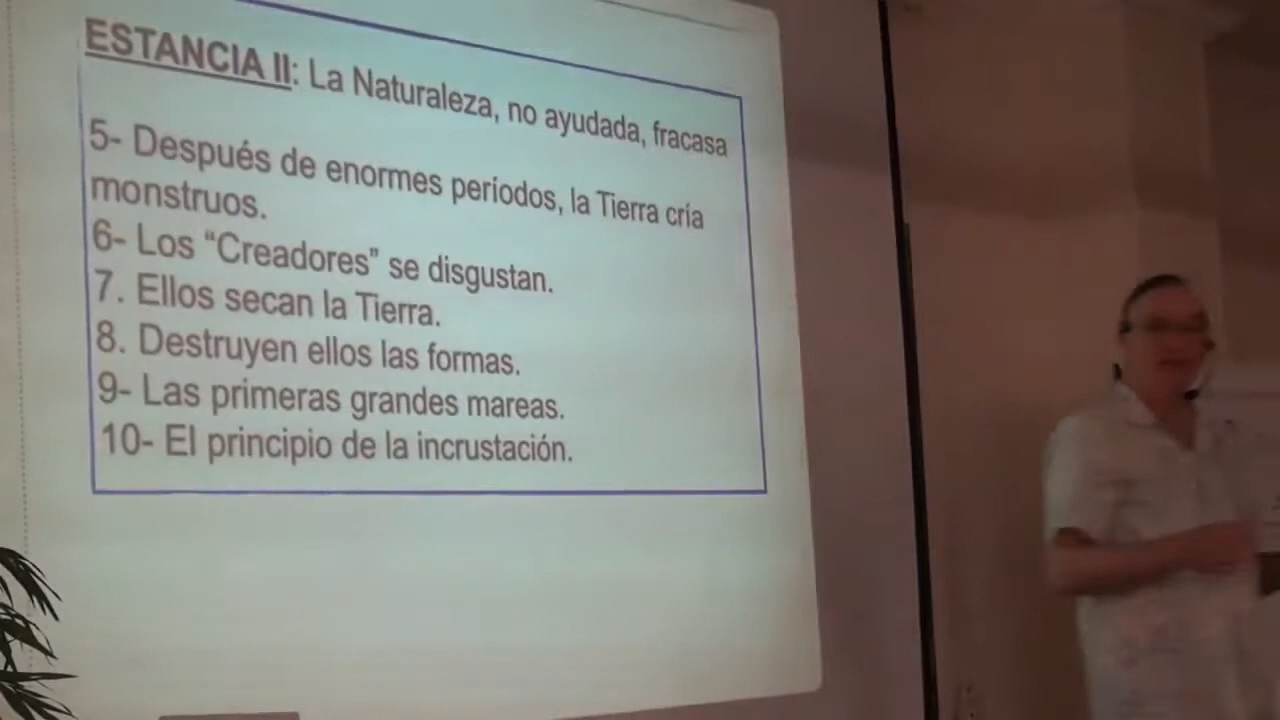 ESTANCIA II: La Naturaleza, no ayudada, fracasa
5- Después de enormes períodos, la Tierra cría
monstruos.
6- Los “Creadores” se disgustan.
7. Ellos secan la Tierra.
8. Destruyen ellos las formas.
9- Las primeras grandes mareas.
10- El principio de la incrustación.